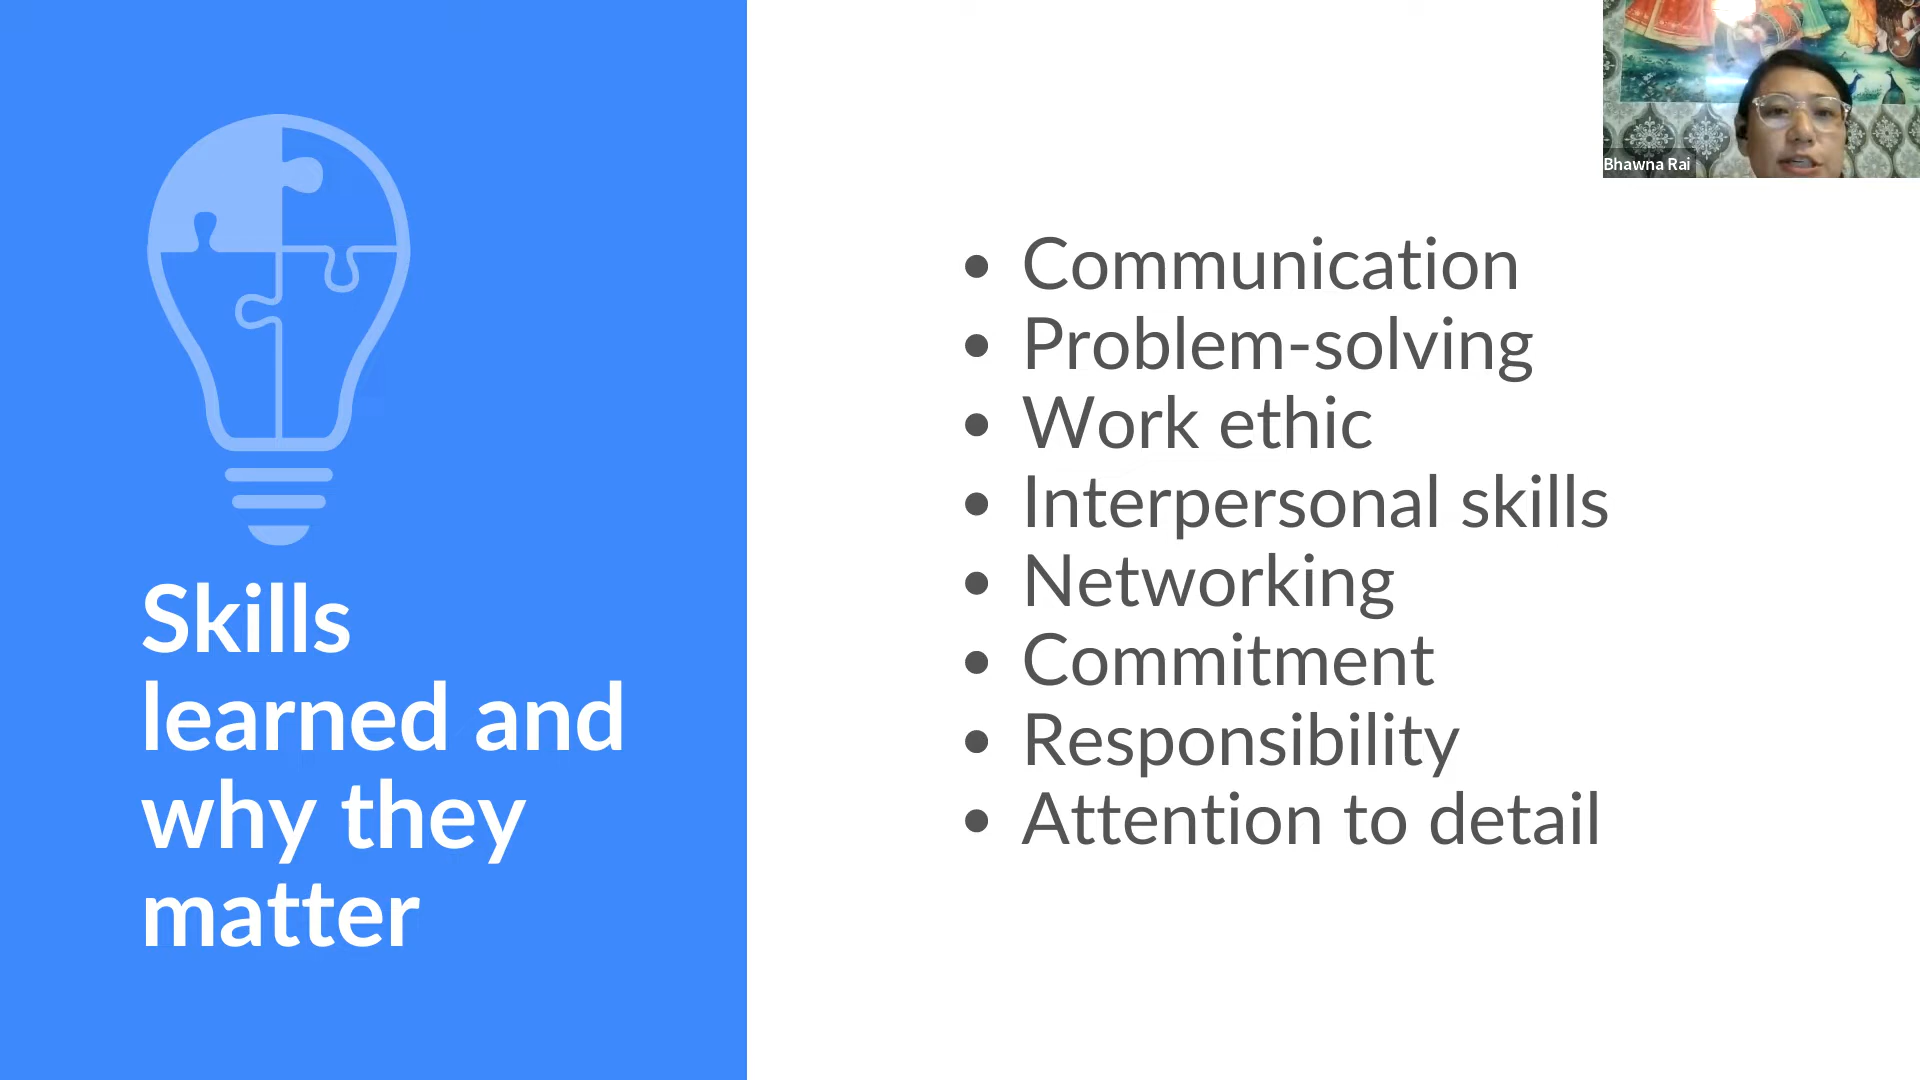 Skills
learned and
why they
matter
• Communication
• Problem-solving
• Work ethic
• Interpersonal skills
• Networking
• Commitment
• Responsibility
• Attention to detail
Bhawna Rai